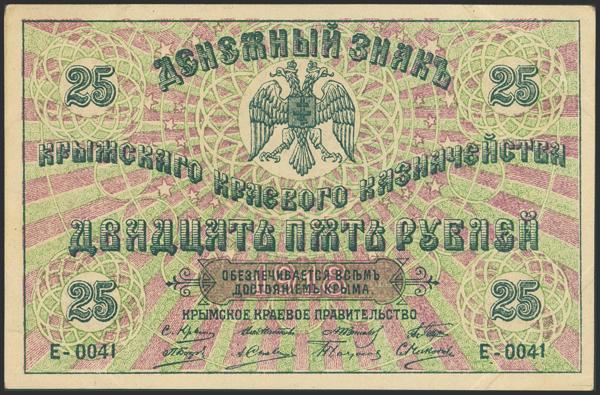 ДЕНЕЖНЫЙ ЗНАКЪ
25 25
КРЫМСКАГО КРАЕВОГО КАЗНАЧЕЙСТВА
ДВАДЦАТЬ ПЯТЬ РУБЛЕЙ
ОБЕЗПЕЧИВАЕТСЯ ВСѢМЪ
ДОСТОЯНIЕМЪ КРЫМА
25 25
КРЫМСКОЕ КРАЕВОЕ ПРАВИТЕЛЬСТВО
Е-0041 Е-0041